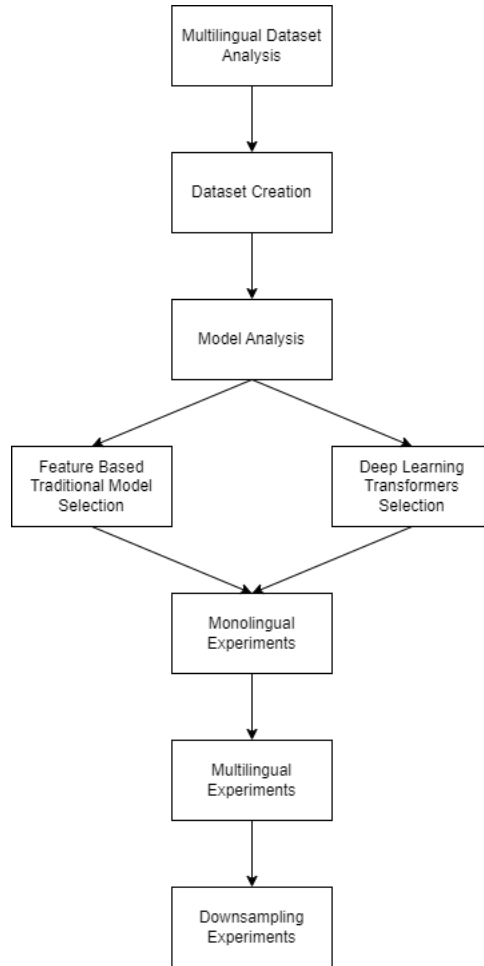 Multilingual Dataset
Analysis
Dataset Creation
Model Analysis
Feature Based
Traditional Model
Selection
Deep Learning
Transformers
Selection
Monolingual
Experiments
Multilingual
Experiments
Downsampling
Experiments